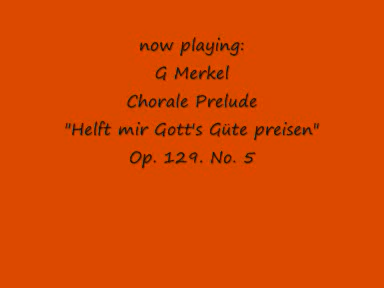 now playing:
G Merkel
Chorale Prelude
"Helft mir Gott's Güte preisen"
Op. 129. No. 5